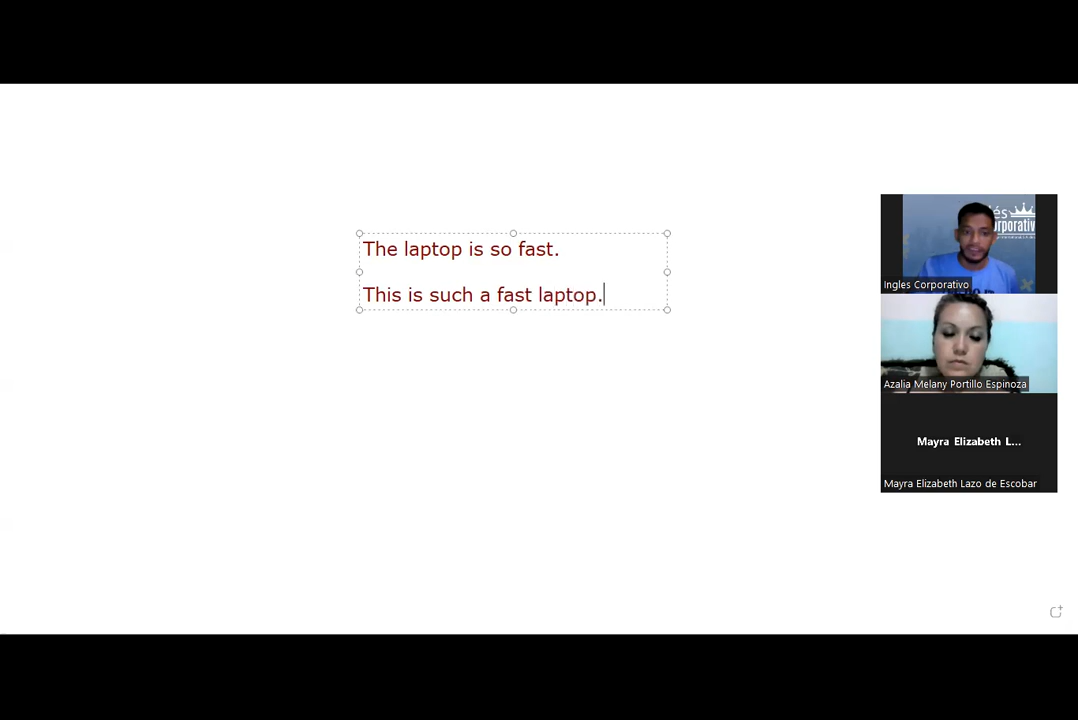 The laptop is so fast.
This is such a fast laptop.
Ingles Corporativo
Azalia Melany Portillo Espinoza
Mayra Elizabeth L...
Mayra Elizabeth Lazo de Escobar